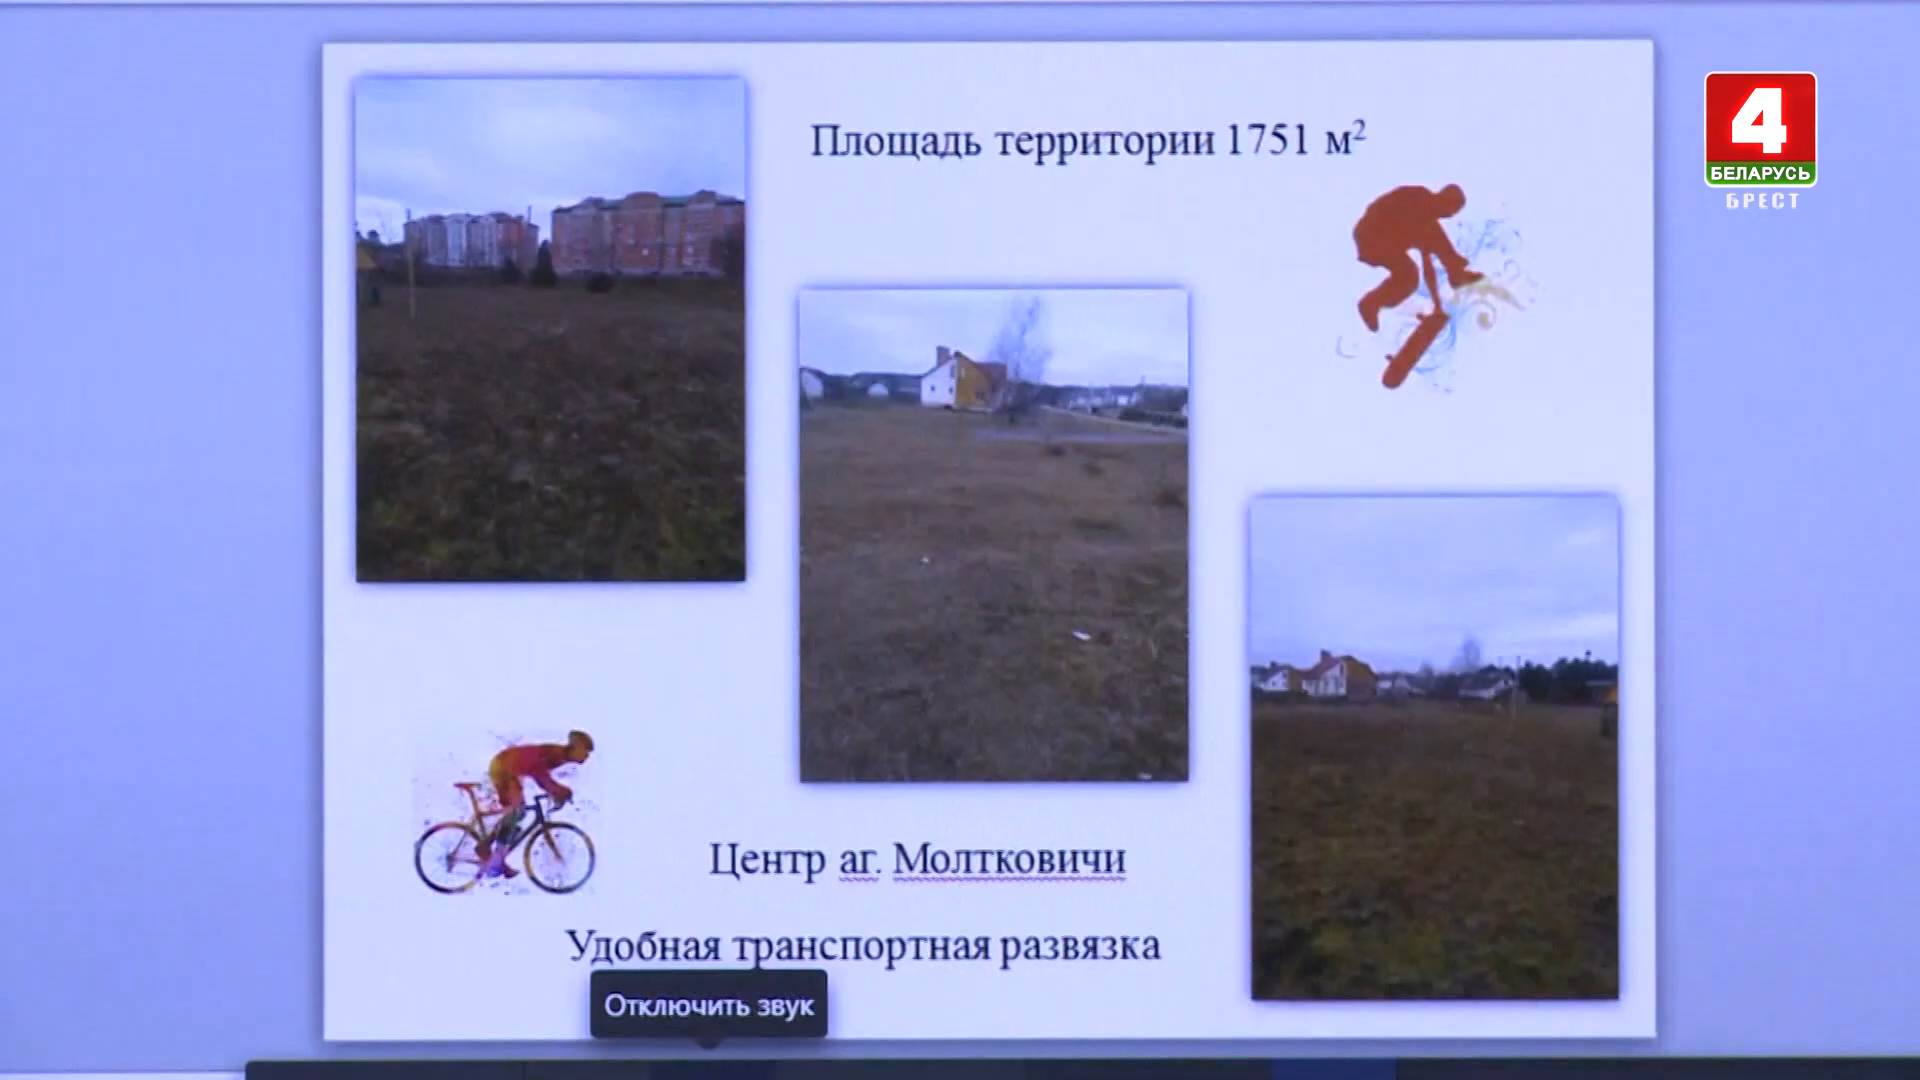 Площадь территории 1751 м²
4
БЕЛАРУСЬ
БРЕСТ
Центр аг. Молтковичи
Удобная транспортная развязка
Отключить звук